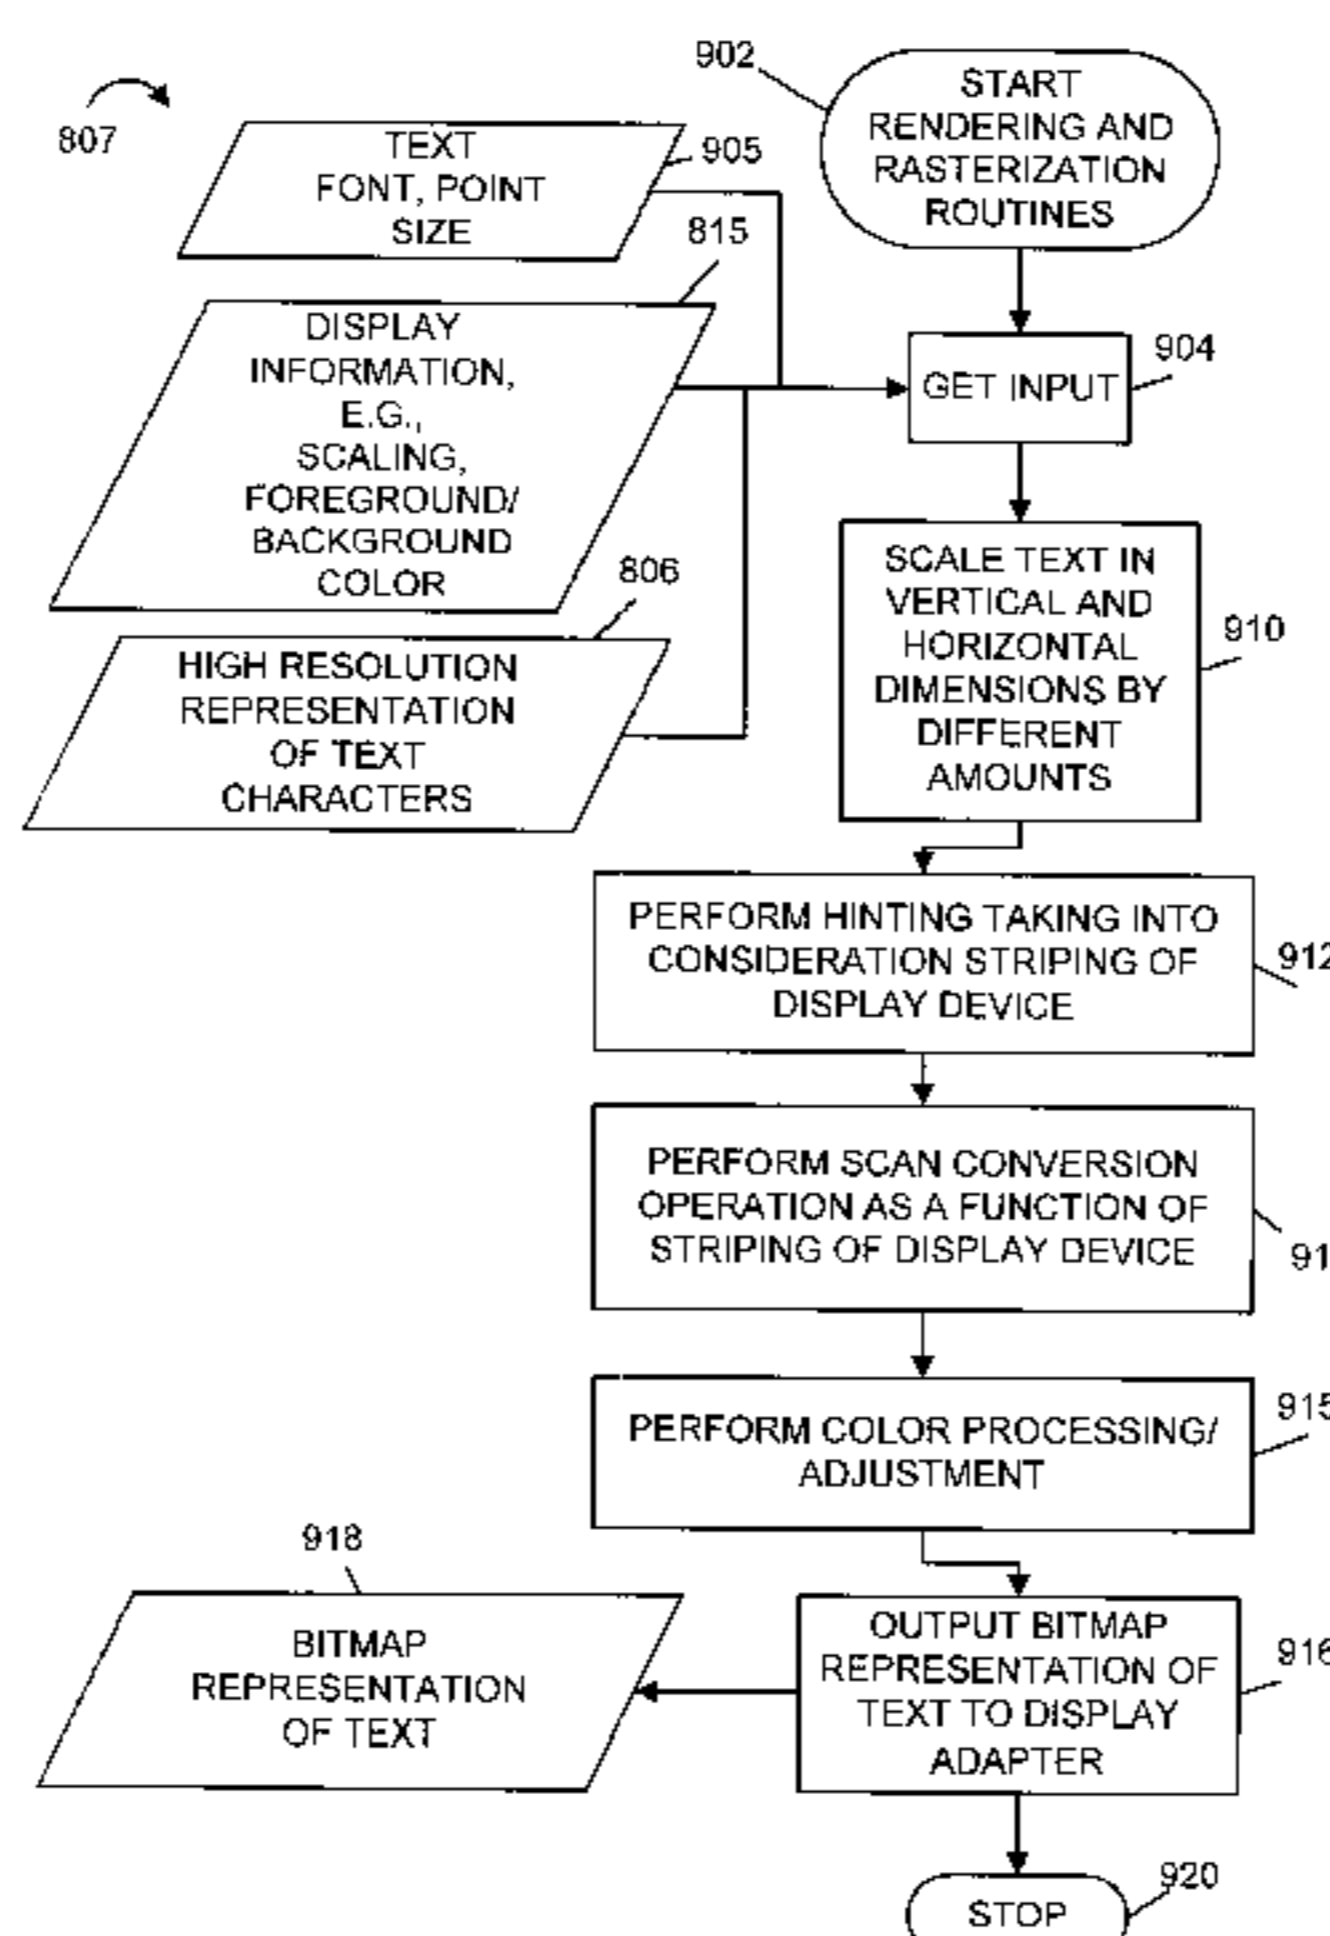 807
902
START
RENDERING AND
RASTERIZATION
ROUTINES
TEXT
FONT, POINT
SIZE
905
815
DISPLAY
INFORMATION,
E.G.,
SCALING,
FOREGROUND/
BACKGROUND
COLOR
GET INPUT
904
806
HIGH RESOLUTION
REPRESENTATION
OF TEXT
CHARACTERS
SCALE TEXT IN
VERTICAL AND
HORIZONTAL
DIMENSIONS BY
DIFFERENT
AMOUNTS
910
PERFORM HINTING TAKING INTO
CONSIDERATION STRIPING OF
DISPLAY DEVICE
912
PERFORM SCAN CONVERSION
OPERATION AS A FUNCTION OF
STRIPING OF DISPLAY DEVICE
91
PERFORM COLOR PROCESSING/
ADJUSTMENT
915
918
BITMAP
REPRESENTATION
OF TEXT
OUTPUT BITMAP
REPRESENTATION OF
TEXT TO DISPLAY
ADAPTER
916
STOP
920